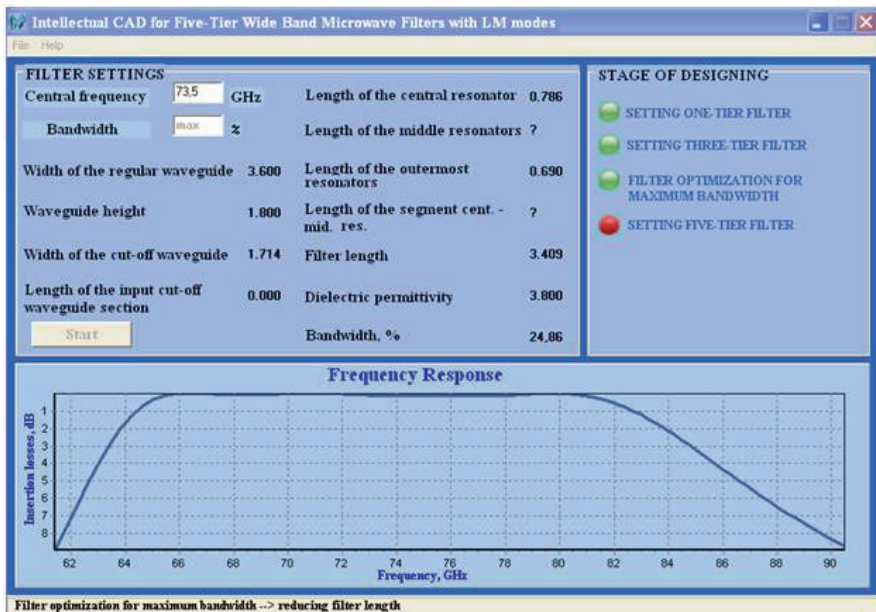 Intellectual CAD for Five-Tier Wide Band Microwave Filters with LM modes
File Help
FILTER SETTINGS
Central frequency 73,5 GHz
Bandwidth max %
Width of the regular waveguide 3.600
Waveguide height 1.800
Width of the cut-off waveguide 1.714
Length of the input cut-off
waveguide section 0.000
Start
Length of the central resonator 0.786
Length of the middle resonators ?
Length of the outermost
resonators 0.690
Length of the segment cent. -
mid. res. ?
Filter length 3.409
Dielectric permittivity 3.800
Bandwidth, % 24,86
STAGE OF DESIGNING
SETTING ONE-TIER FILTER
SETTING THREE-TIER FILTER
FILTER OPTIMIZATION FOR
MAXIMUM BANDWIDTH
SETTING FIVE-TIER FILTER
Frequency Response
Insertion losses, dB
1
2
3
4
5
6
7
8
62 64 66 68 70 72 74 76 78 80 82 84 86 88 90
Frequency, GHz
Filter optimization for maximum bandwidth --> reducing filter length